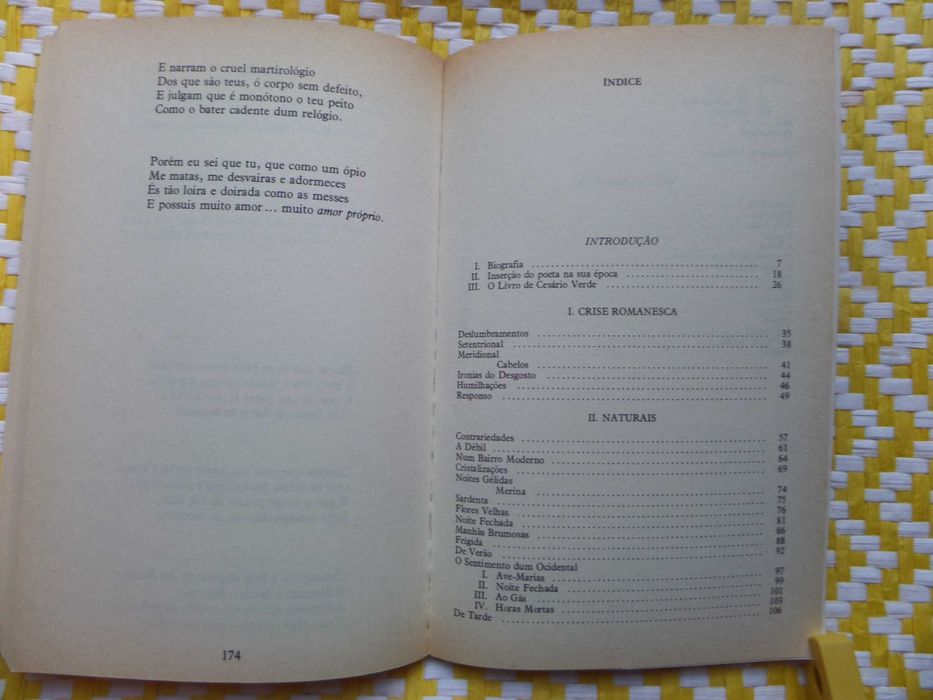 E narram o cruel martirológio
Dos que são teus, ó corpo sem defeito,
E julgam que é monótono o teu peito
Como o bater cadente dum relógio.
Porém eu sei que tu, que como um ópio
Me matas, me desvairas e adormeces
És tão loira e doirada como as messes
E possuis muito amor ... muito amor próprio.
174
ÍNDICE
INTRODUÇÃO
I. Biografia 7
II. Inserção do poeta na sua época 18
III. O Livro de Cesário Verde 26
I. CRISE ROMANESCA
Deslumbramentos 35
Setentrional 38
Meridional
Cabelos 41
Ironias do Desgosto 44
Humilhações 46
Responso 49
II. NATURAIS
Contrariedades 57
A Débil 61
Num Bairro Moderno 64
Cristalizações 69
Noites Gélidas
Merina 74
Sardenta 75
Flores Velhas 76
Noite Fechada 81
Manhãs Brumosas 86
Frígida 88
De Verão 92
O Sentimento dum Ocidental
I. Ave-Marias 97
II. Noite Fechada 99
III. Ao Gás 101
IV. Horas Mortas 103
De Tarde 106